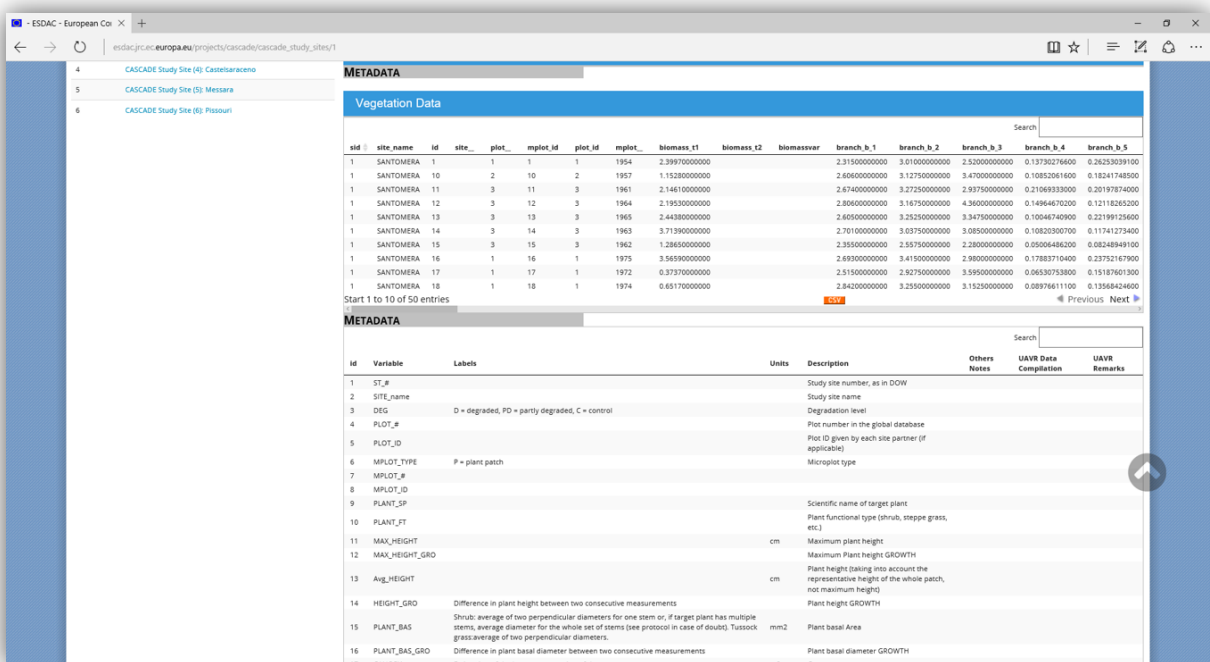 - ESDAC - European Coi
esdac.jrc.ec.europa.eu/projects/cascade/cascade_study_sites/1
4 CASCADE Study Site (4): Castelsaraceno
5 CASCADE Study Site (5): Messara
6 CASCADE Study Site (6): Pissouri
METADATA
Vegetation Data
Search
sid site_name id site__ plot__ mplot_id plot_id mplot__ biomass_t1 biomass_t2 biomassvar branch_b_1 branch_b_2 branch_b_3 branch_b_4 branch_b_5
1 SANTOMERA 1 1 1 1 1954 2.39970000000 2.31500000000 3.01000000000 2.52000000000 0.13730276600 0.26253039100
1 SANTOMERA 10 2 10 2 1957 1.15280000000 2.60600000000 3.12750000000 3.47000000000 0.10852061600 0.18241748500
1 SANTOMERA 11 3 11 3 1961 2.14610000000 2.67400000000 3.27250000000 2.93750000000 0.21069333000 0.20197874000
1 SANTOMERA 12 3 12 3 1964 2.19530000000 2.80600000000 3.16750000000 4.36000000000 0.14964670200 0.12118265200
1 SANTOMERA 13 3 13 3 1965 2.44380000000 2.60500000000 3.25250000000 3.34750000000 0.10046740900 0.22199125600
1 SANTOMERA 14 3 14 3 1963 3.71390000000 2.70100000000 3.03750000000 3.08500000000 0.10820300700 0.11741273400
1 SANTOMERA 15 3 15 3 1962 1.28650000000 2.35500000000 2.55750000000 2.28000000000 0.05006486200 0.08248949100
1 SANTOMERA 16 1 16 1 1975 3.56590000000 2.69300000000 3.41500000000 2.98000000000 0.17883710400 0.23752167900
1 SANTOMERA 17 1 17 1 1972 0.37370000000 2.51500000000 2.92750000000 3.59500000000 0.06530753800 0.15187601300
1 SANTOMERA 18 1 18 1 1974 0.65170000000 2.84200000000 3.25500000000 3.15250000000 0.08976611100 0.13568424600
Start 1 to 10 of 50 entries CSV Previous Next
METADATA
Search
id Variable Labels Units Description Others Notes UAVR Data Compilation UAVR Remarks
1 ST_# Study site number, as in DOW
2 SITE_name Study site name
3 DEG D = degraded, PD = partly degraded, C = control Degradation level
4 PLOT_# Plot number in the global database
5 PLOT_ID Plot ID given by each site partner (if
applicable)
6 MPLOT_TYPE P = plant patch Microplot type
7 MPLOT_#
8 MPLOT_ID
9 PLANT_SP Scientific name of target plant
10 PLANT_FT Plant functional type (shrub, steppe grass,
etc.)
11 MAX_HEIGHT cm Maximum plant height
12 MAX_HEIGHT_GRO Maximum Plant height GROWTH
13 Avg_HEIGHT cm Plant height (taking into account the
representative height of the whole patch,
not maximum height)
14 HEIGHT_GRO Difference in plant height between two consecutive measurements Plant height GROWTH
Shrub: average of two perpendicular diameters for one stem or, if target plant has multiple
15 PLANT_BAS stems, average diameter for the whole set of stems (see protocol in case of doubt). Tussock mm2 Plant basal Area
grass:average of two perpendicular diameters.
16 PLANT_BAS_GRO Difference in plant basal diameter between two consecutive measurements Plant basal diameter GROWTH